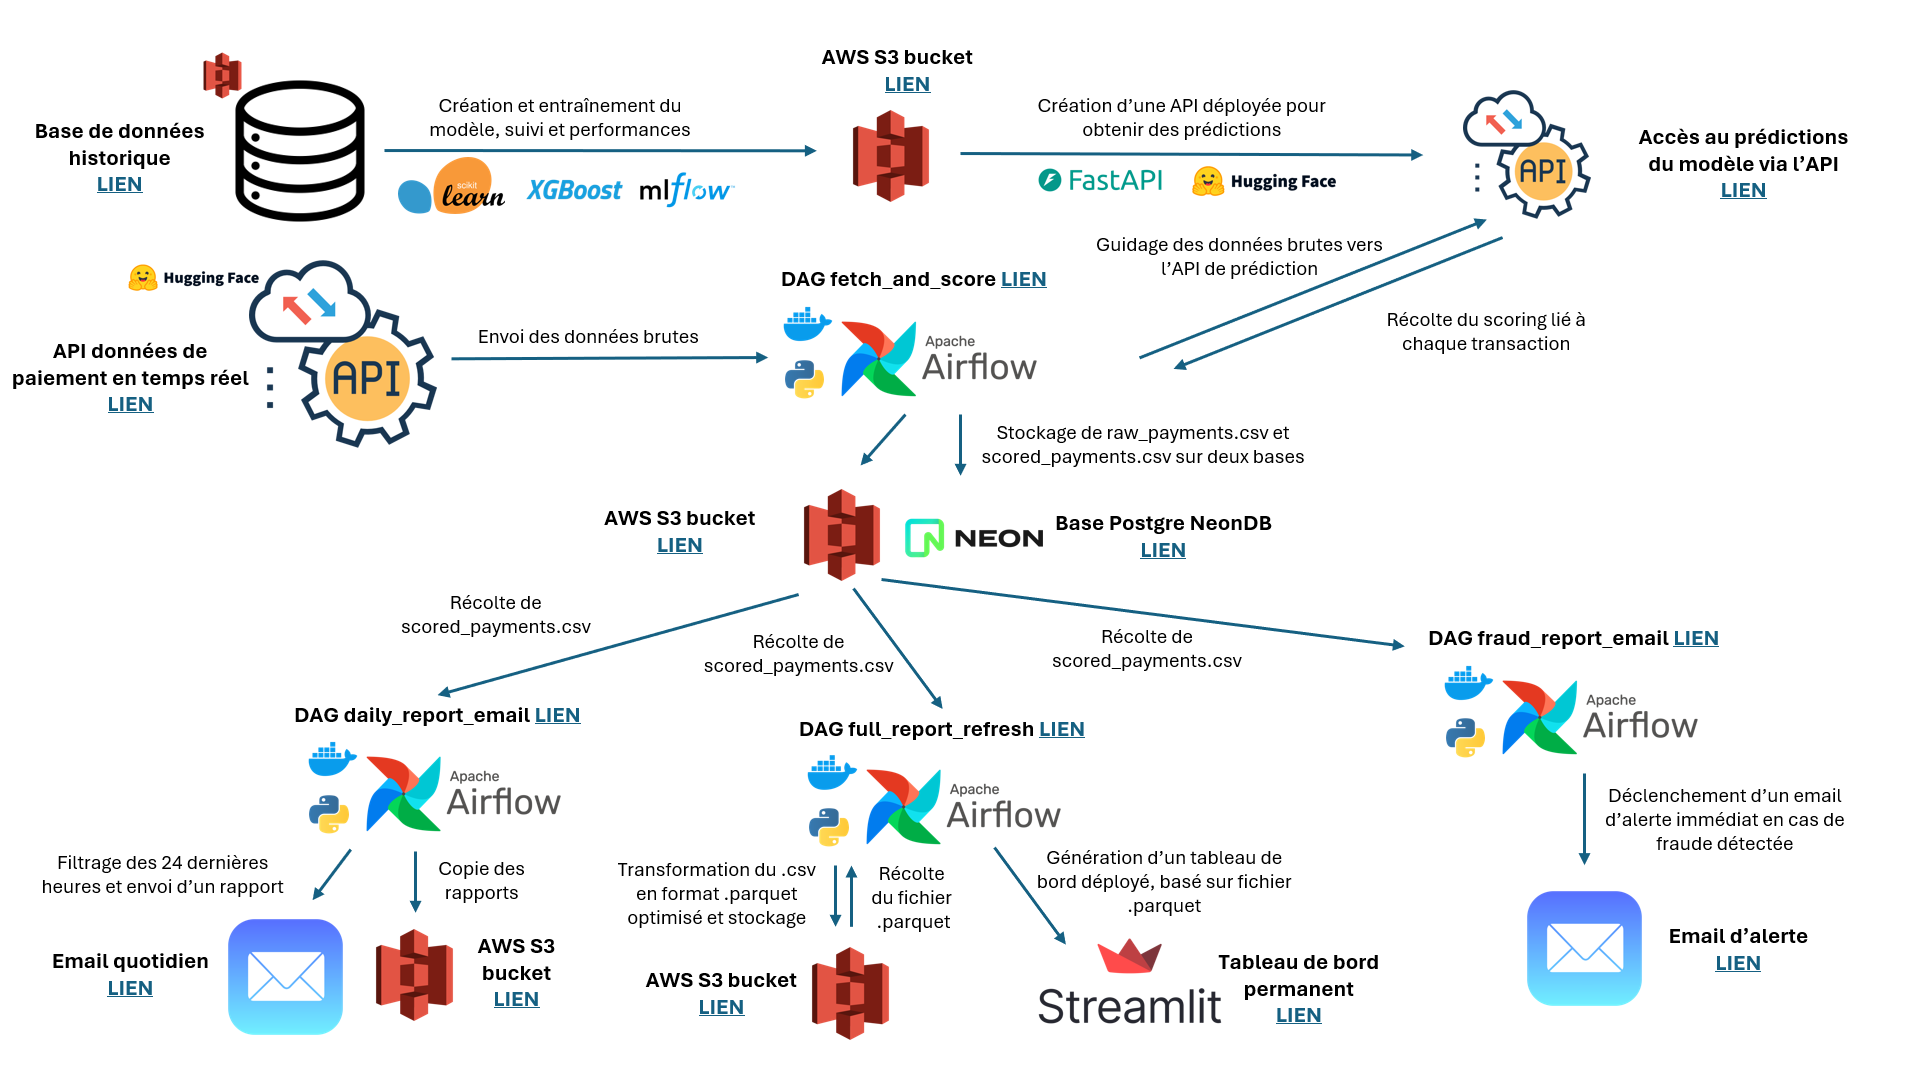 AWS S3 bucket
LIEN
Base de données
historique
LIEN
Création et entraînement du
modèle, suivi et performances
scikit
learn
XGBoost
mlflow
Création d’une API déployée pour
obtenir des prédictions
FastAPI
Hugging Face
API
Accès au prédictions
du modèle via l’API
LIEN
Guidage des données brutes vers
l’API de prédiction
Récolte du scoring lié à
chaque transaction
Hugging Face
API données de
paiement en temps réel
LIEN
API
Envoi des données brutes
DAG fetch_and_score LIEN
Apache
Airflow
Stockage de raw_payments.csv et
scored_payments.csv sur deux bases
AWS S3 bucket
LIEN
NEON
Base Postgre NeonDB
LIEN
Récolte de
scored_payments.csv
Récolte de
scored_payments.csv
Récolte de
scored_payments.csv
DAG daily_report_email LIEN
Apache
Airflow
DAG full_report_refresh LIEN
Apache
Airflow
DAG fraud_report_email LIEN
Apache
Airflow
Filtrage des 24 dernières
heures et envoi d’un rapport
Copie des
rapports
Email quotidien
LIEN
AWS S3
bucket
LIEN
Transformation du .csv
en format .parquet
optimisé et stockage
Récolte
du fichier
.parquet
AWS S3 bucket
LIEN
Génération d’un tableau de
bord déployé, basé sur fichier
.parquet
Streamlit
Tableau de bord
permanent
LIEN
Déclenchement d’un email
d’alerte immédiat en cas de
fraude détectée
Email d’alerte
LIEN